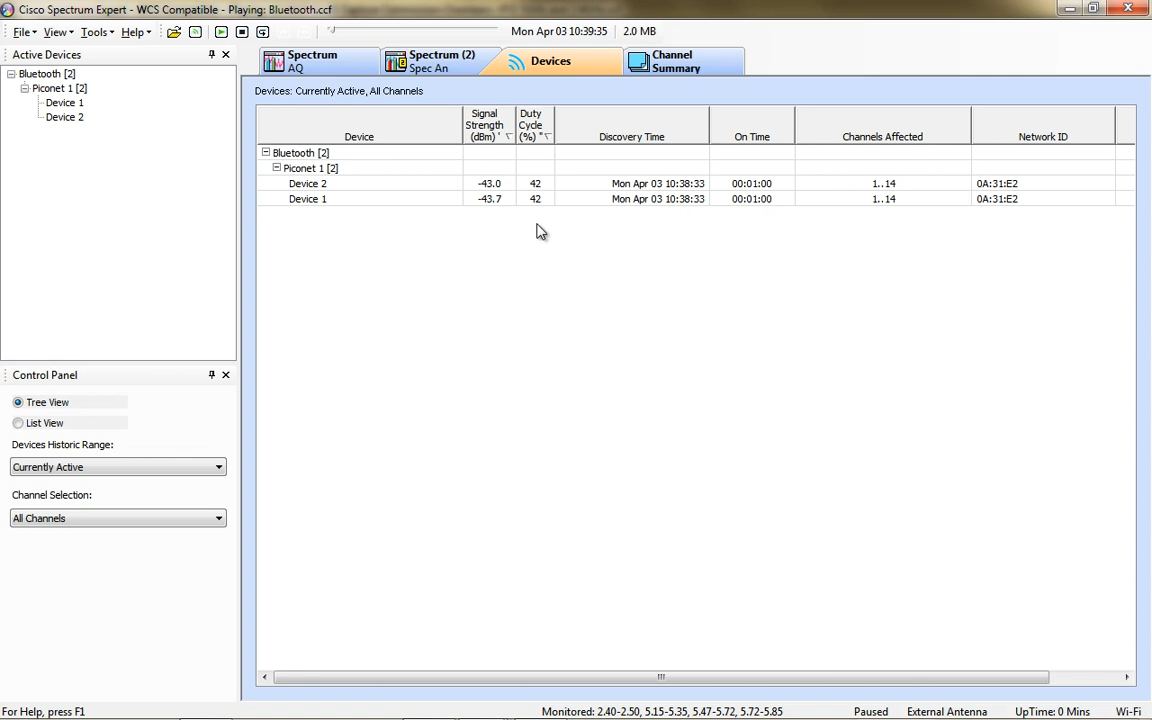 Cisco Spectrum Expert - WCS Compatible - Playing: Bluetooth.ccf
File View Tools Help Mon Apr 03 10:39:35 2.0 MB
Active Devices
Bluetooth [2]
Piconet 1 [2]
Device 1
Device 2
Spectrum
AQ
Spectrum (2)
Spec An
Devices
Channel
Summary
Devices: Currently Active, All Channels
Device
Signal
Strength
(dBm) '
Duty
Cycle
(%) "
Discovery Time
On Time
Channels Affected
Network ID
Bluetooth [2]
Piconet 1 [2]
Device 2 -43.0 42 Mon Apr 03 10:38:33 00:01:00 1..14 0A:31:E2
Device 1 -43.7 42 Mon Apr 03 10:38:33 00:01:00 1..14 0A:31:E2
Control Panel
Tree View
List View
Devices Historic Range:
Currently Active
Channel Selection:
All Channels
For Help, press F1 Monitored: 2.40-2.50, 5.15-5.35, 5.47-5.72, 5.72-5.85 Paused External Antenna UpTime: 0 Mins Wi-Fi